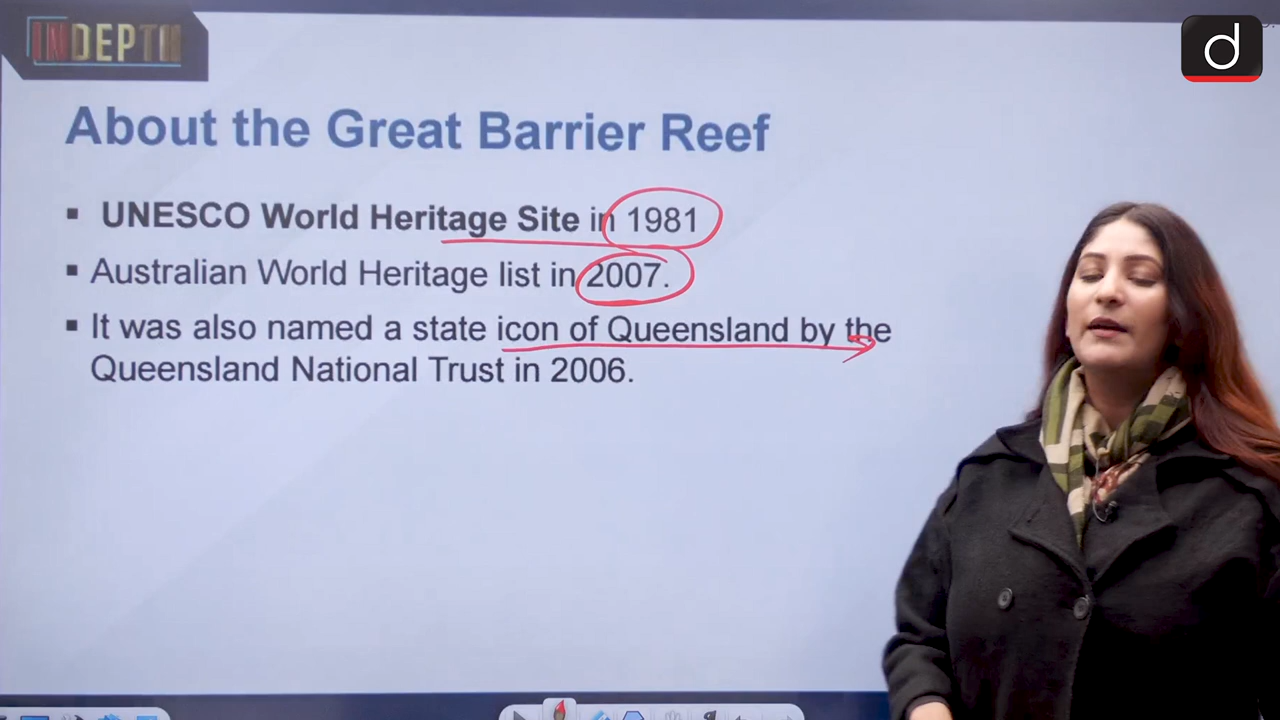 INDEPTH
d
About the Great Barrier Reef
▪ UNESCO World Heritage Site in 1981
▪ Australian World Heritage list in 2007.
▪ It was also named a state icon of Queensland by the
Queensland National Trust in 2006.